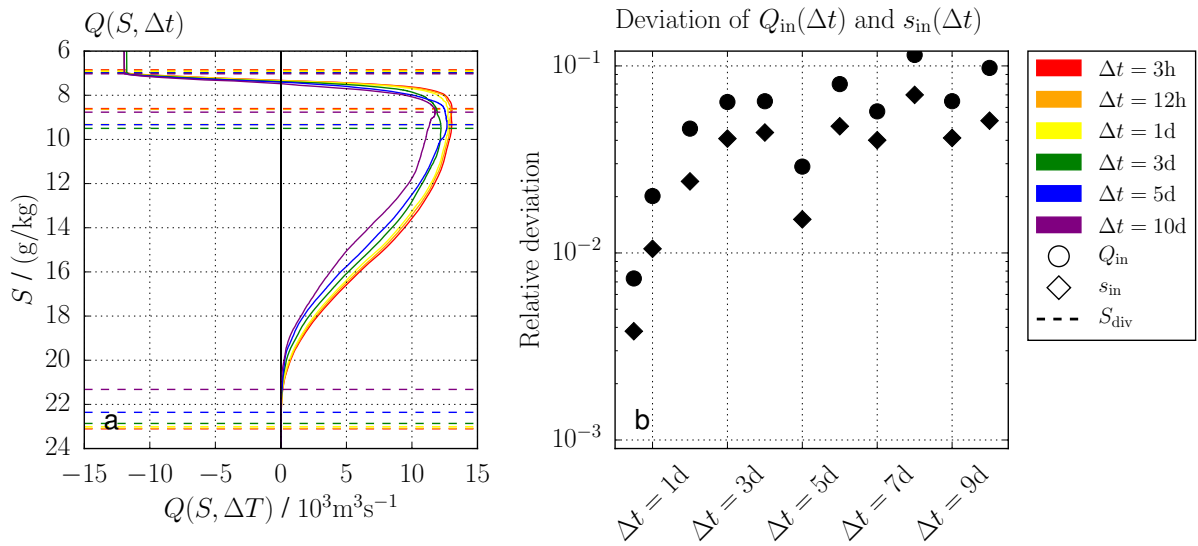 Q(S, Δt)
6
8
10
12
14
16
18
20
22
24
S / (g/kg)
a
−15
−10
−5
0
5
10
15
Q(S, ΔT) / 10³m³s⁻¹
Deviation of Q_in(Δt) and s_in(Δt)
10⁻¹
10⁻²
10⁻³
Relative deviation
b
Δt = 1d
Δt = 3d
Δt = 5d
Δt = 7d
Δt = 9d
Δt = 3h
Δt = 12h
Δt = 1d
Δt = 3d
Δt = 5d
Δt = 10d
Q_in
s_in
S_div